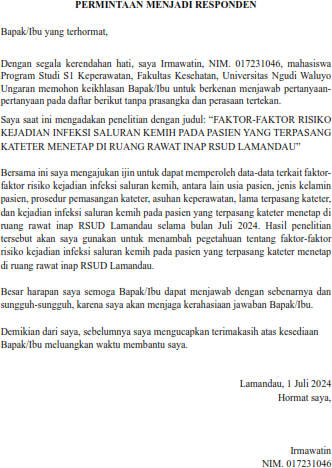 PERMINTAAN MENJADI RESPONDEN
Bapak/Ibu yang terhormat,
Dengan segala kerendahan hati, saya Irmawatin, NIM. 017231046, mahasiswa
Program Studi S1 Keperawatan, Fakultas Kesehatan, Universitas Ngudi Waluyo
Ungaran memohon keikhlasan Bapak/Ibu untuk berkenan menjawab pertanyaan-
pertanyaan pada daftar berikut tanpa prasangka dan perasaan tertekan.
Saya saat ini mengadakan penelitian dengan judul: “FAKTOR-FAKTOR RISIKO
KEJADIAN INFEKSI SALURAN KEMIH PADA PASIEN YANG TERPASANG
KATETER MENETAP DI RUANG RAWAT INAP RSUD LAMANDAU”
Bersama ini saya mengajukan ijin untuk dapat memperoleh data-data terkait faktor-
faktor risiko kejadian infeksi saluran kemih, antara lain usia pasien, jenis kelamin
pasien, prosedur pemasangan kateter, asuhan keperawatan, lama terpasang kateter,
dan kejadian infeksi saluran kemih pada pasien yang terpasang kateter menetap di
ruang rawat inap RSUD Lamandau selama bulan Juli 2024. Hasil penelitian
tersebut akan saya gunakan untuk menambah pegetahuan tentang faktor-faktor
risiko kejadian infeksi saluran kemih pada pasien yang terpasang kateter menetap
di ruang rawat inap RSUD Lamandau.
Besar harapan saya semoga Bapak/Ibu dapat menjawab dengan sebenarnya dan
sungguh-sungguh, karena saya akan menjaga kerahasiaan jawaban Bapak/Ibu.
Demikian dari saya, sebelumnya saya mengucapkan terimakasih atas kesediaan
Bapak/Ibu meluangkan waktu membantu saya.
Lamandau, 1 Juli 2024
Hormat saya,
Irmawatin
NIM. 017231046